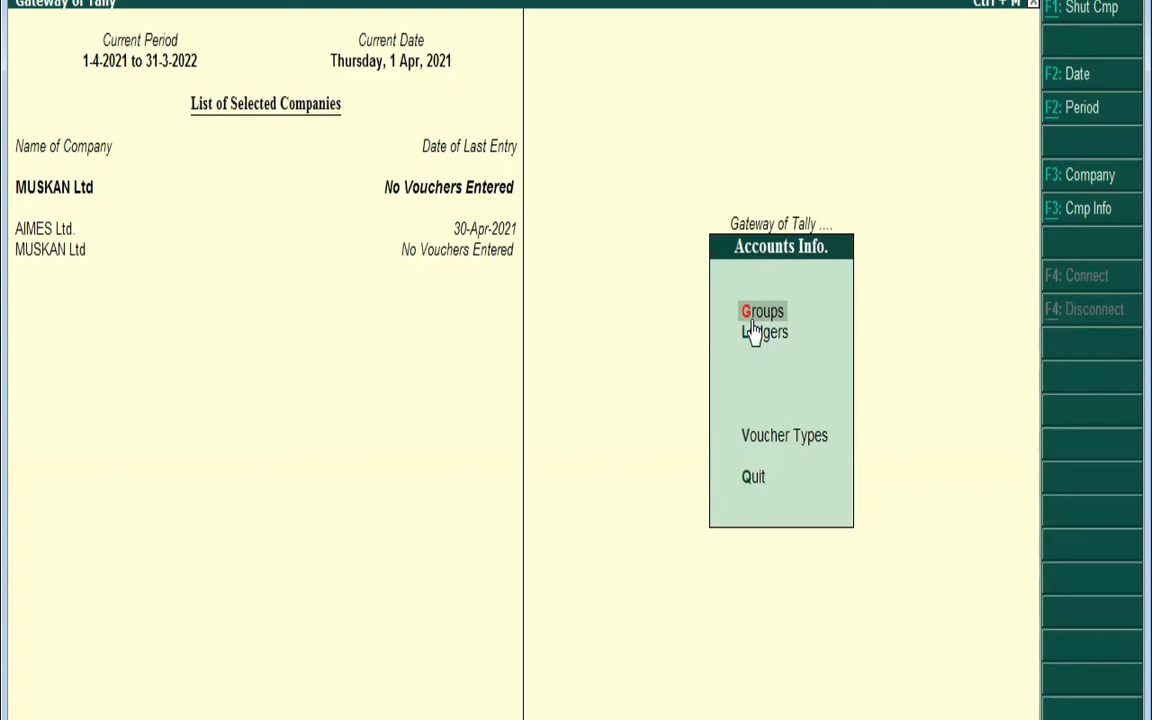 Gateway of Tally
Ctrl + M
Current Period
Current Date
1-4-2021 to 31-3-2022
Thursday, 1 Apr, 2021
List of Selected Companies
Name of Company
Date of Last Entry
MUSKAN Ltd
No Vouchers Entered
AIMES Ltd.
30-Apr-2021
MUSKAN Ltd
No Vouchers Entered
Gateway of Tally ....
Accounts Info.
Groups
Ledgers
Voucher Types
Quit
F1: Shut Cmp
F2: Date
F2: Period
F3: Company
F3: Cmp Info
F4: Connect
F4: Disconnect